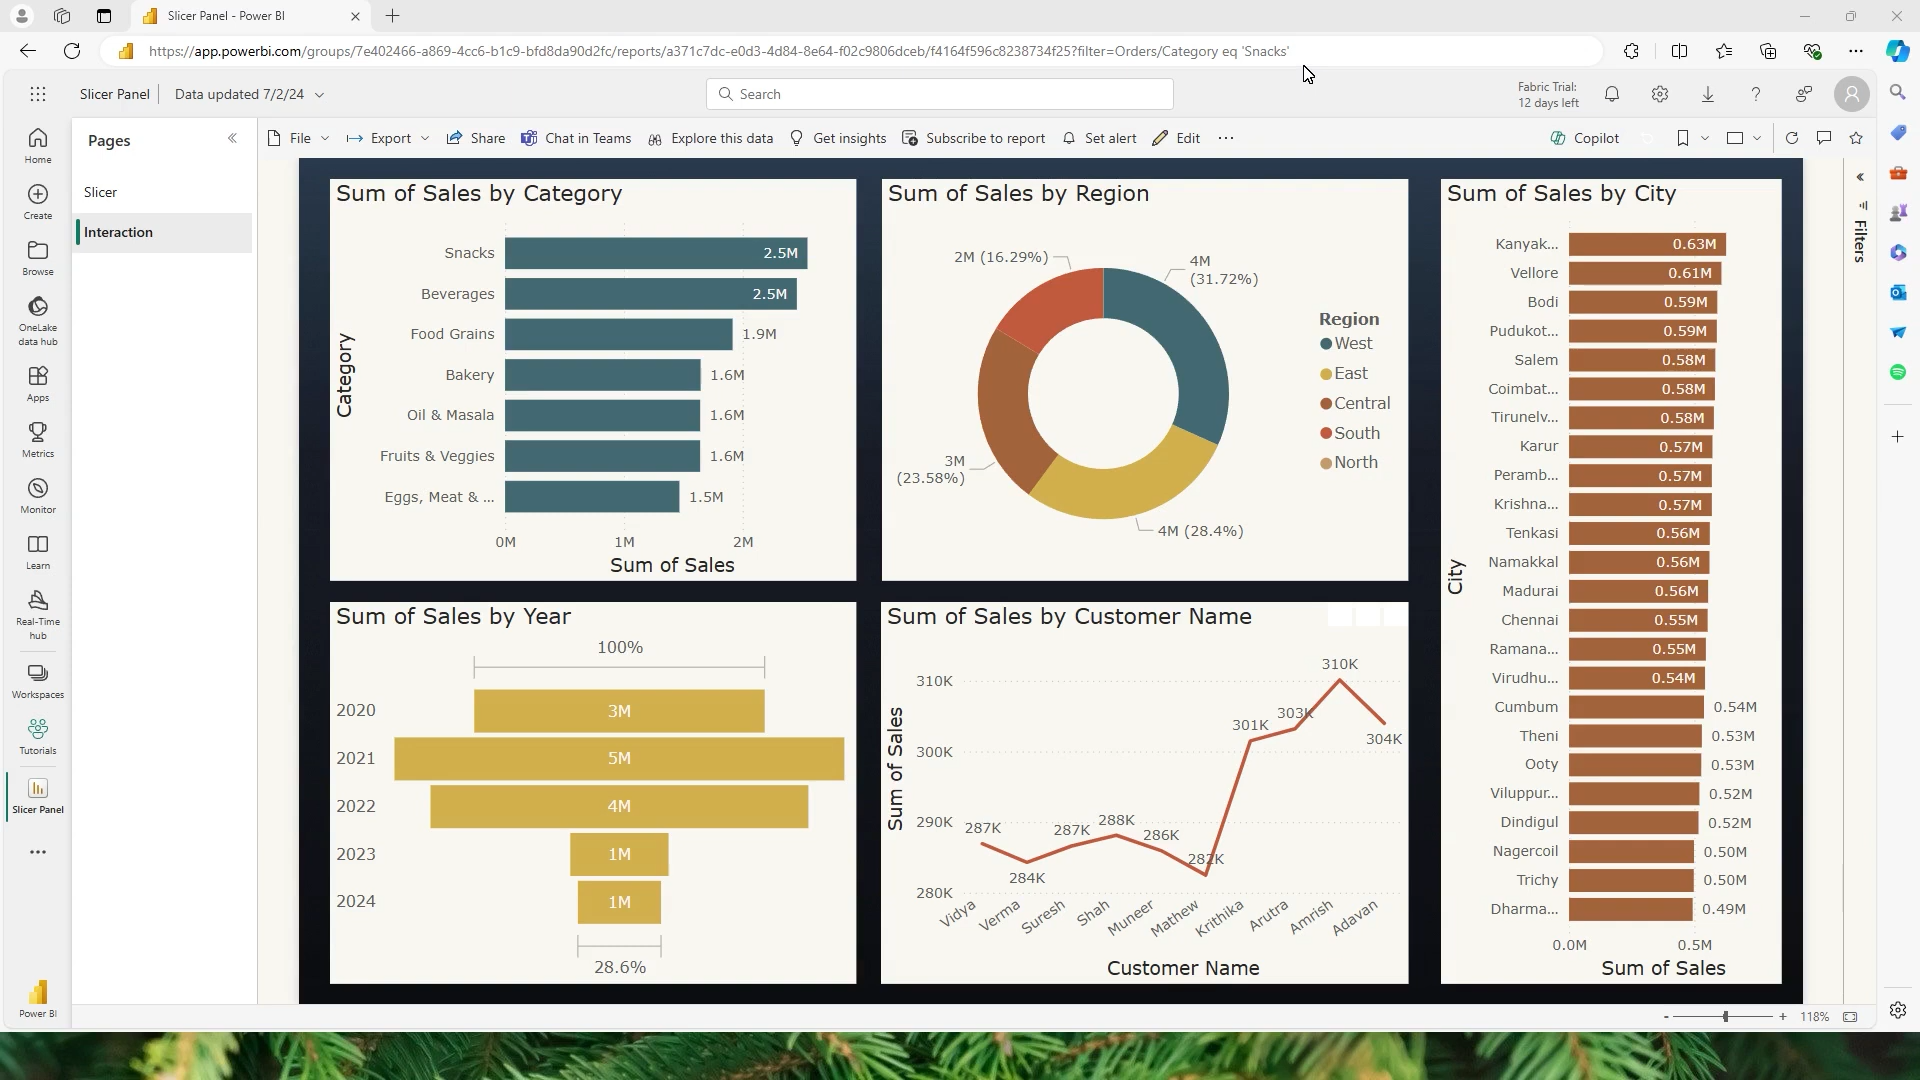 Slicer Panel - Power BI
https://app.powerbi.com/groups/7e402466-a869-4cc6-b1c9-bfd8da90d2fc/reports/a371c7dc-e0d3-4d84-8e64-f02c9806dceb/f4164f596c8238734f25?filter=Orders/Category eq 'Snacks'
Slicer Panel
Data updated 7/2/24
Search
Fabric Trial:
12 days left
Pages
File
Export
Share
Chat in Teams
Explore this data
Get insights
Subscribe to report
Set alert
Edit
Copilot
Slicer
Interaction
Home
Create
Browse
OneLake
data hub
Apps
Metrics
Monitor
Learn
Real-Time
hub
Workspaces
Tutorials
Slicer Panel
Power BI
Filters
Sum of Sales by Category
Category
Snacks 2.5M
Beverages 2.5M
Food Grains 1.9M
Bakery 1.6M
Oil & Masala 1.6M
Fruits & Veggies 1.6M
Eggs, Meat & ... 1.5M
0M 1M 2M
Sum of Sales
Sum of Sales by Region
2M (16.29%)
4M
(31.72%)
3M
(23.58%)
4M (28.4%)
Region
West
East
Central
South
North
Sum of Sales by City
City
Kanyak... 0.63M
Vellore 0.61M
Bodi 0.59M
Pudukot... 0.59M
Salem 0.58M
Coimbat... 0.58M
Tirunelv... 0.58M
Karur 0.57M
Peramb... 0.57M
Krishna... 0.57M
Tenkasi 0.56M
Namakkal 0.56M
Madurai 0.56M
Chennai 0.55M
Ramana... 0.55M
Virudhu... 0.54M
Cumbum 0.54M
Theni 0.53M
Ooty 0.53M
Viluppur... 0.52M
Dindigul 0.52M
Nagercoil 0.50M
Trichy 0.50M
Dharma... 0.49M
0.0M 0.5M
Sum of Sales
Sum of Sales by Year
100%
2020 3M
2021 5M
2022 4M
2023 1M
2024 1M
28.6%
Sum of Sales by Customer Name
Sum of Sales
310K
300K
290K
280K
287K
284K
287K
288K
286K
282K
301K
303K
310K
304K
Vidya
Verma
Suresh
Shah
Muneer
Mathew
Krithika
Arutra
Amrish
Adavan
Customer Name
118%